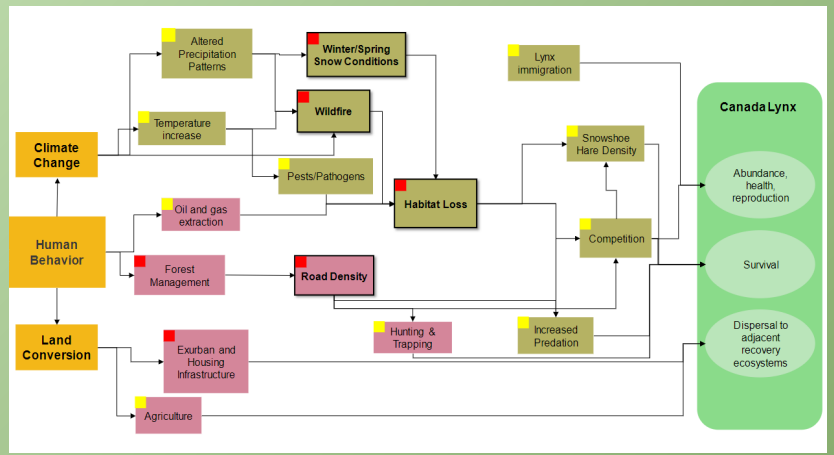 Altered
Precipitation
Patterns
Winter/Spring
Snow Conditions
Lynx
immigration
Canada Lynx
Wildfire
Temperature
increase
Snowshoe
Hare Density
Climate
Change
Pests/Pathogens
Abundance,
health,
reproduction
Oil and gas
extraction
Habitat Loss
Human
Behavior
Competition
Forest
Management
Road Density
Survival
Hunting &
Trapping
Increased
Predation
Dispersal to
adjacent
recovery
ecosystems
Land
Conversion
Exurban and
Housing
Infrastructure
Agriculture